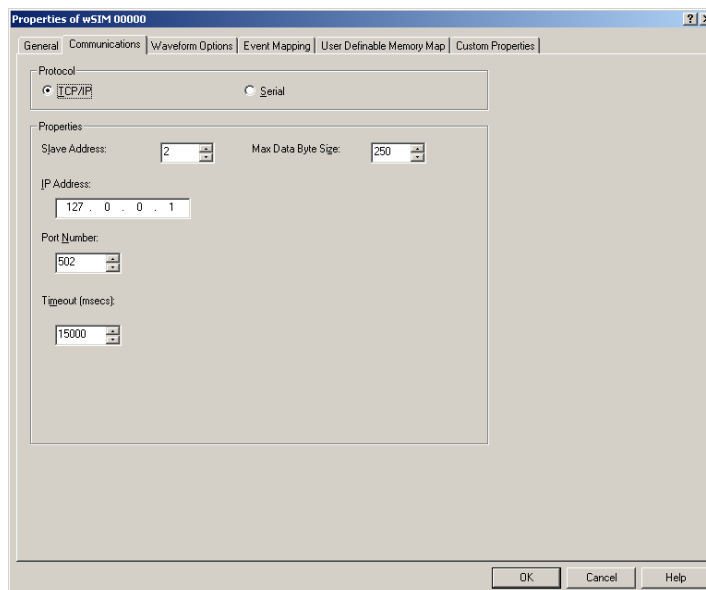 Properties of wSIM 00000
General Communications Waveform Options Event Mapping User Definable Memory Map Custom Properties
Protocol
TCP/IP Serial
Properties
Slave Address: 2 Max Data Byte Size: 250
IP Address:
127 . 0 . 0 . 1
Port Number:
502
Timeout (msecs):
15000
OK Cancel Help